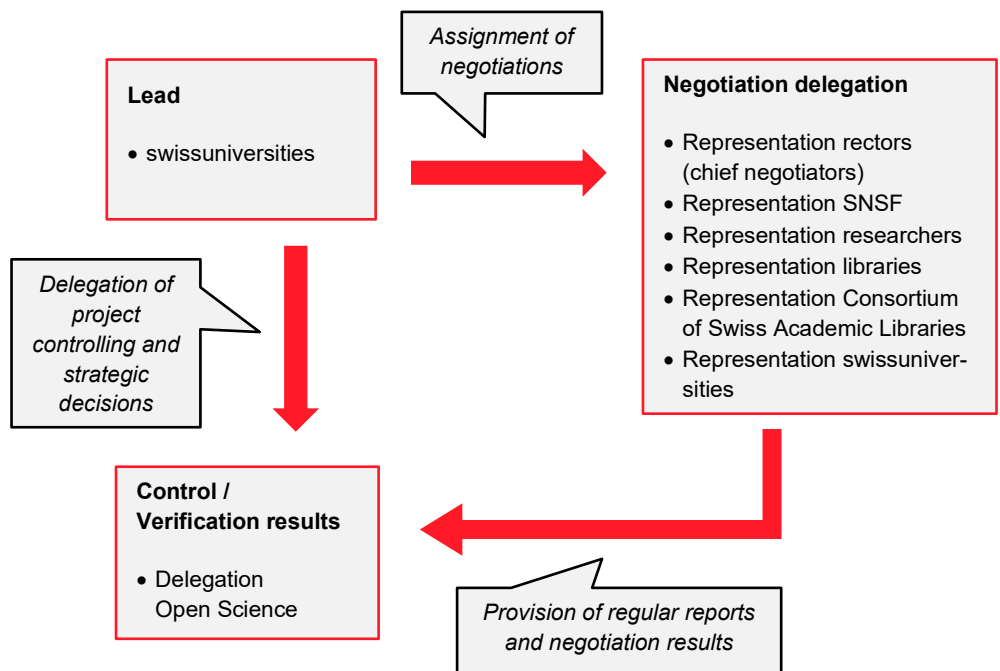 Assignment of
negotiations
Lead
• swissuniversities
Negotiation delegation
• Representation rectors
(chief negotiators)
• Representation SNSF
• Representation researchers
• Representation libraries
• Representation Consortium
of Swiss Academic Libraries
• Representation swissuniver-
sities
Delegation of
project
controlling and
strategic
decisions
Control /
Verification results
• Delegation
Open Science
Provision of regular reports
and negotiation results